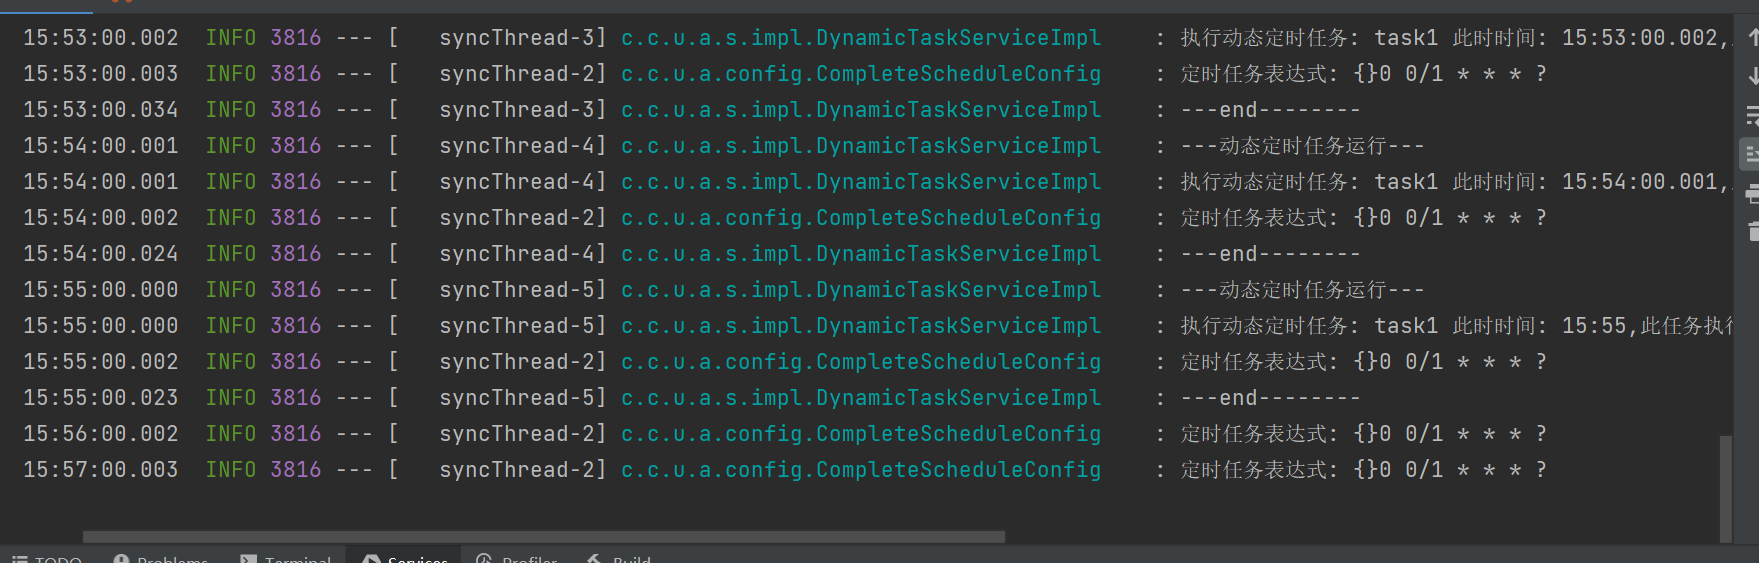 15:53:00.002 INFO 3816 --- [ syncThread-3] c.c.u.a.s.impl.DynamicTaskServiceImpl : 执行动态定时任务: task1 此时时间: 15:53:00.002,
15:53:00.003 INFO 3816 --- [ syncThread-2] c.c.u.a.config.CompleteScheduleConfig : 定时任务表达式: {}0 0/1 * * * ?
15:53:00.034 INFO 3816 --- [ syncThread-3] c.c.u.a.s.impl.DynamicTaskServiceImpl : ---end--------
15:54:00.001 INFO 3816 --- [ syncThread-4] c.c.u.a.s.impl.DynamicTaskServiceImpl : ---动态定时任务运行---
15:54:00.001 INFO 3816 --- [ syncThread-4] c.c.u.a.s.impl.DynamicTaskServiceImpl : 执行动态定时任务: task1 此时时间: 15:54:00.001,
15:54:00.002 INFO 3816 --- [ syncThread-2] c.c.u.a.config.CompleteScheduleConfig : 定时任务表达式: {}0 0/1 * * * ?
15:54:00.024 INFO 3816 --- [ syncThread-4] c.c.u.a.s.impl.DynamicTaskServiceImpl : ---end--------
15:55:00.000 INFO 3816 --- [ syncThread-5] c.c.u.a.s.impl.DynamicTaskServiceImpl : ---动态定时任务运行---
15:55:00.000 INFO 3816 --- [ syncThread-5] c.c.u.a.s.impl.DynamicTaskServiceImpl : 执行动态定时任务: task1 此时时间: 15:55,此任务执行
15:55:00.002 INFO 3816 --- [ syncThread-2] c.c.u.a.config.CompleteScheduleConfig : 定时任务表达式: {}0 0/1 * * * ?
15:55:00.023 INFO 3816 --- [ syncThread-5] c.c.u.a.s.impl.DynamicTaskServiceImpl : ---end--------
15:56:00.002 INFO 3816 --- [ syncThread-2] c.c.u.a.config.CompleteScheduleConfig : 定时任务表达式: {}0 0/1 * * * ?
15:57:00.003 INFO 3816 --- [ syncThread-2] c.c.u.a.config.CompleteScheduleConfig : 定时任务表达式: {}0 0/1 * * * ?
TODO Problems Terminal Services Profiler Build